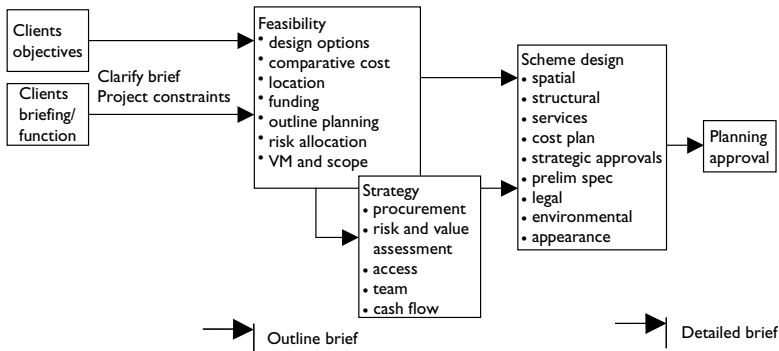 Clients
objectives
Clients
briefing/
function
Clarify brief
Project constraints
Feasibility
• design options
• comparative cost
• location
• funding
• outline planning
• risk allocation
• VM and scope
Strategy
• procurement
• risk and value
assessment
• access
• team
• cash flow
Scheme design
• spatial
• structural
• services
• cost plan
• strategic approvals
• prelim spec
• legal
• environmental
• appearance
Planning
approval
Outline brief
Detailed brief